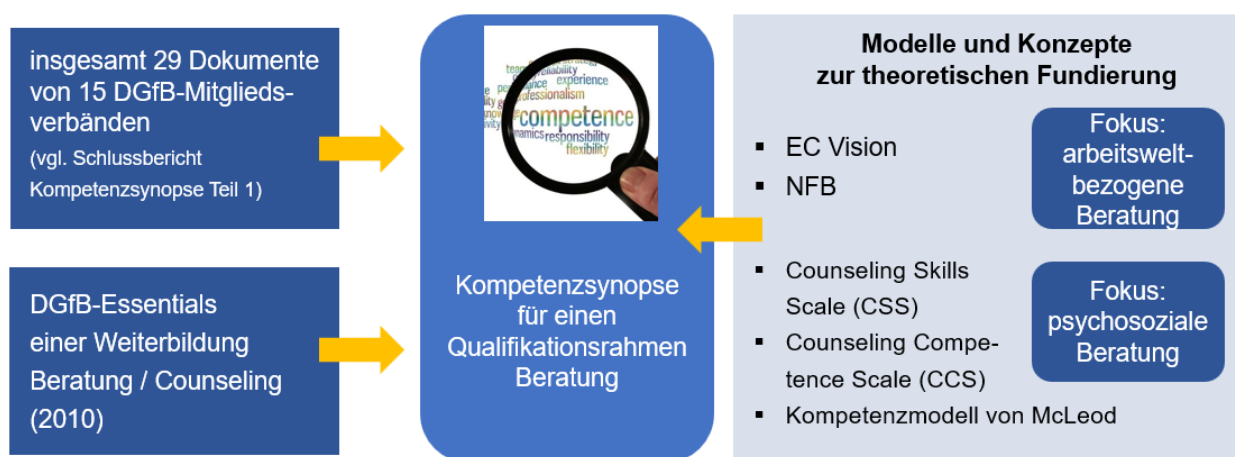 insgesamt 29 Dokumente
von 15 DGfB-Mitglieds-
verbänden
(vgl. Schlussbericht
Kompetenzsynopse Teil 1)
DGfB-Essentials
einer Weiterbildung
Beratung / Counseling
(2010)
reliability
experience
performance
professionalism
competence
dynamics responsibility
flexibility
Kompetenzsynopse
für einen
Qualifikationsrahmen
Beratung
Modelle und Konzepte
zur theoretischen Fundierung
▪ EC Vision
▪ NFB
Fokus:
arbeitswelt-
bezogene
Beratung
▪ Counseling Skills
Scale (CSS)
▪ Counseling Compe-
tence Scale (CCS)
▪ Kompetenzmodell von McLeod
Fokus:
psychosoziale
Beratung